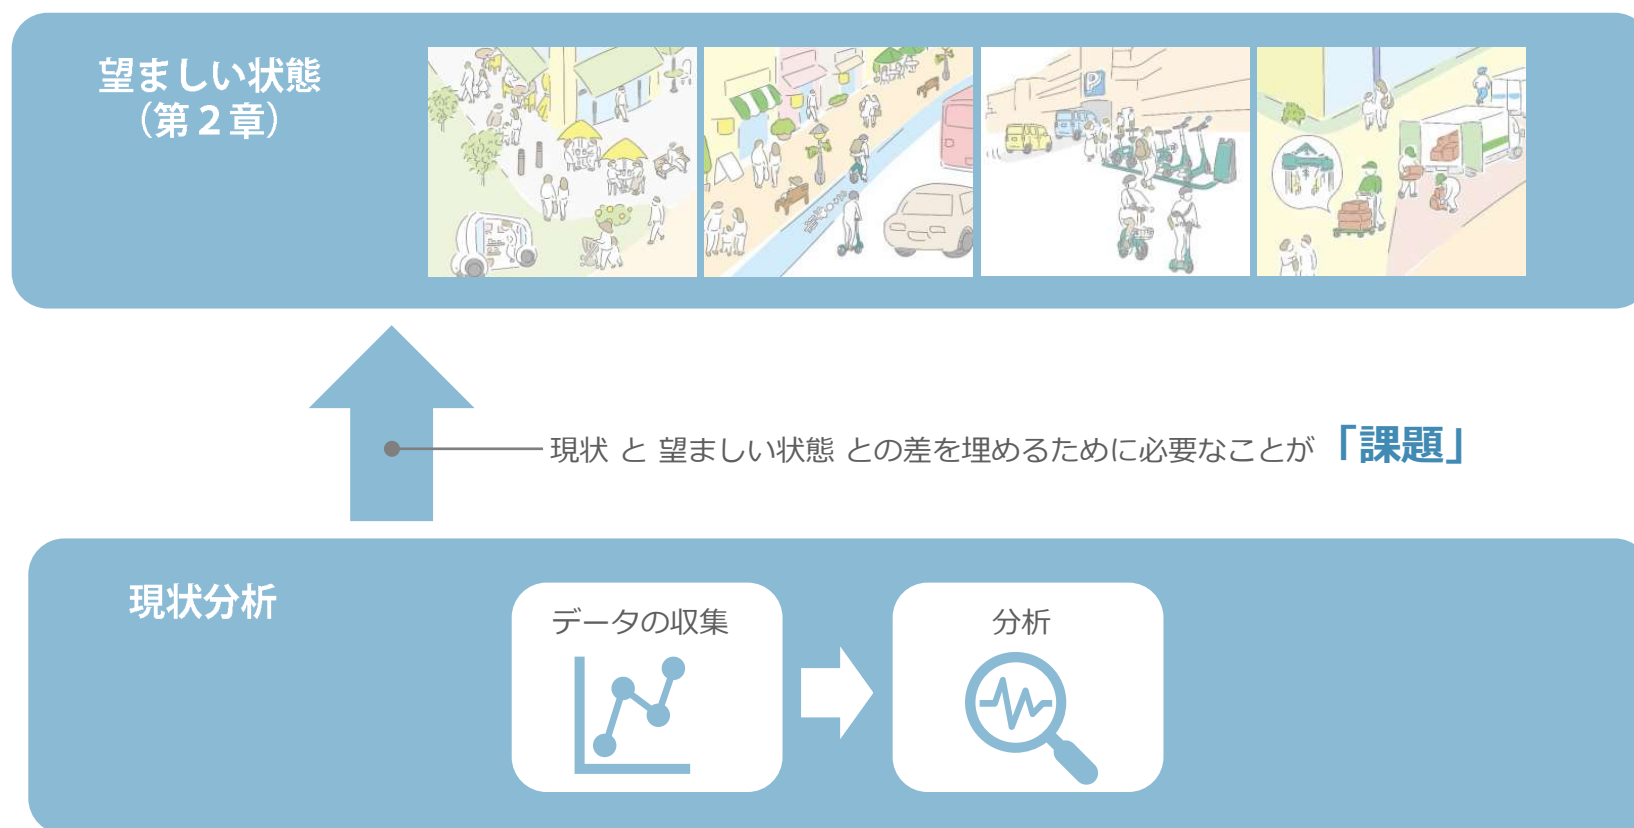 望ましい状態
（第２章）
P
現状 と 望ましい状態 との差を埋めるために必要なことが「課題」
現状分析
データの収集
分析